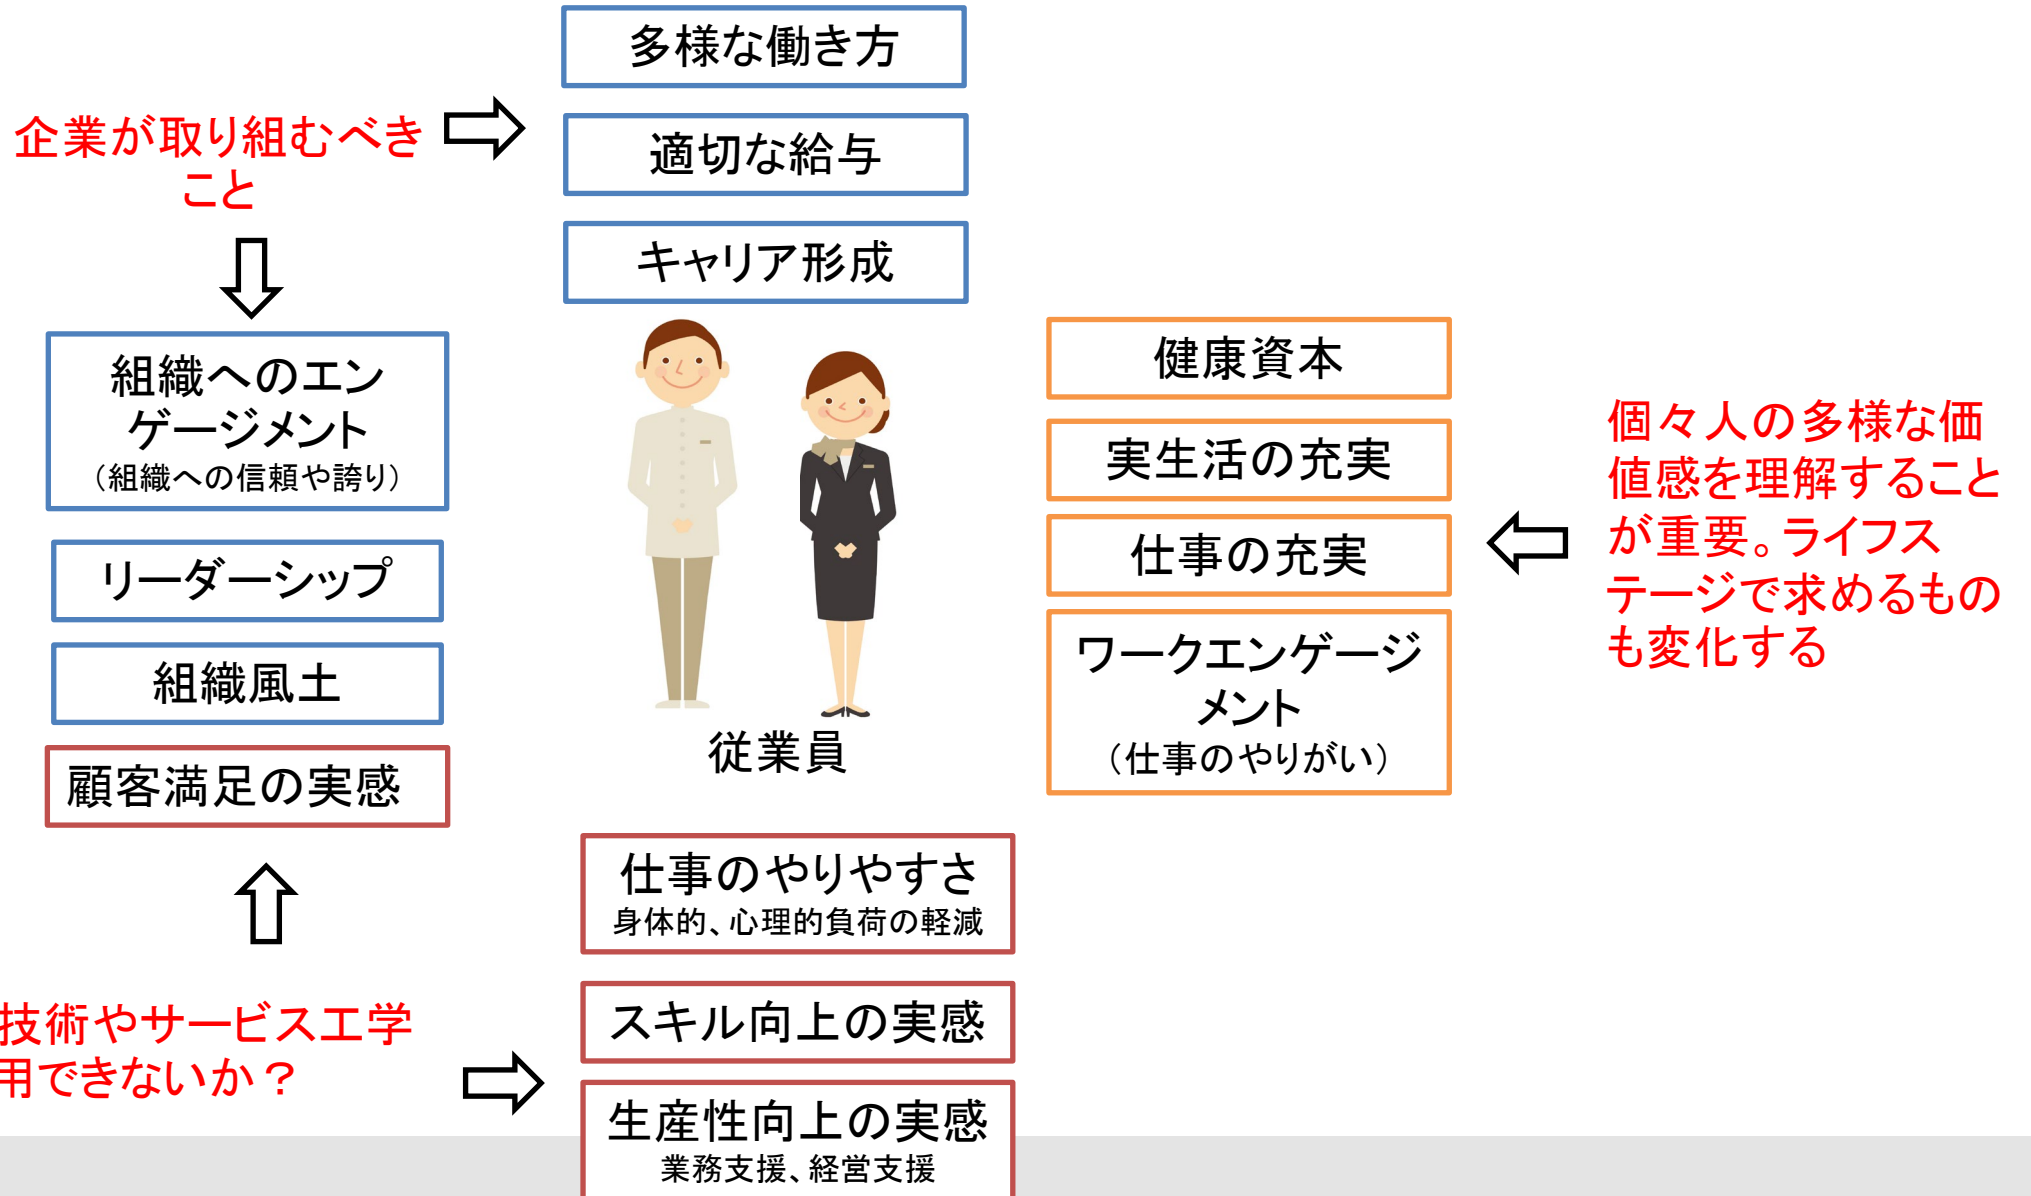 多様な働き方
企業が取り組むべき
こと
適切な給与
キャリア形成
組織へのエン
ゲージメント
（組織への信頼や誇り）
リーダーシップ
組織風土
顧客満足の実感
従業員
健康資本
実生活の充実
仕事の充実
ワークエンゲージ
メント
（仕事のやりがい）
個々人の多様な価
値感を理解すること
が重要。ライフス
テージで求めるもの
も変化する
仕事のやりやすさ
身体的、心理的負荷の軽減
スキル向上の実感
生産性向上の実感
業務支援、経営支援
技術やサービス工学
用できないか？